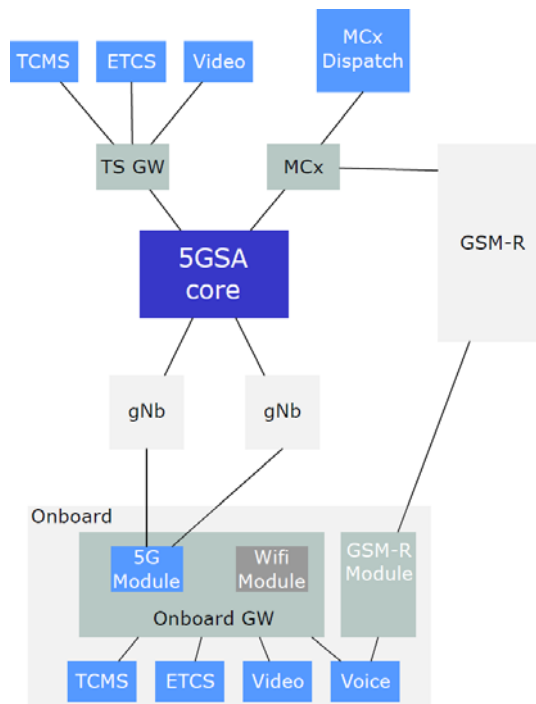 TCMS
ETCS
Video
MCx
Dispatch
TS GW
MCx
GSM-R
5GSA
core
gNb
gNb
Onboard
5G
Module
Wifi
Module
GSM-R
Module
Onboard GW
TCMS
ETCS
Video
Voice